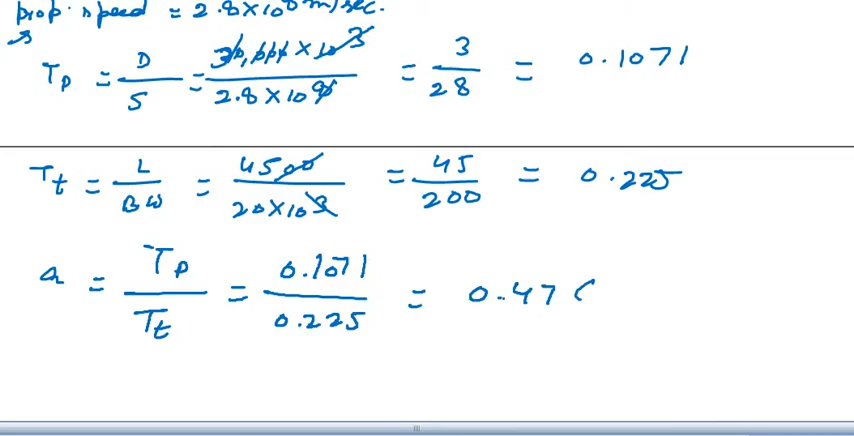 prop. speed = 2.8 × 10⁸ m/sec.
Tp = D/S = 30,000 × 10³ / 2.8 × 10⁸ = 3/28 = 0.1071
Tt = L/BW = 4500 / 20 × 10³ = 45/200 = 0.225
a = Tp/Tt = 0.1071/0.225 = 0.47